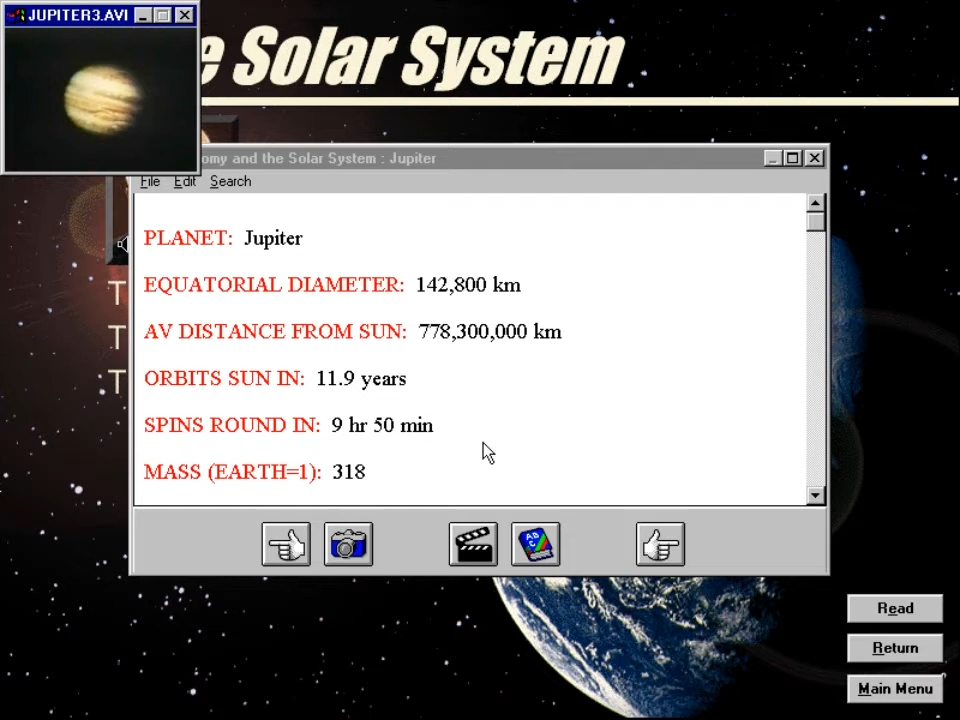 JUPITER3.AVI
e Solar System
omy and the Solar System : Jupiter
File Edit Search
PLANET: Jupiter
EQUATORIAL DIAMETER: 142,800 km
AV DISTANCE FROM SUN: 778,300,000 km
ORBITS SUN IN: 11.9 years
SPINS ROUND IN: 9 hr 50 min
MASS (EARTH=1): 318
T
T
T
Read
Return
Main Menu